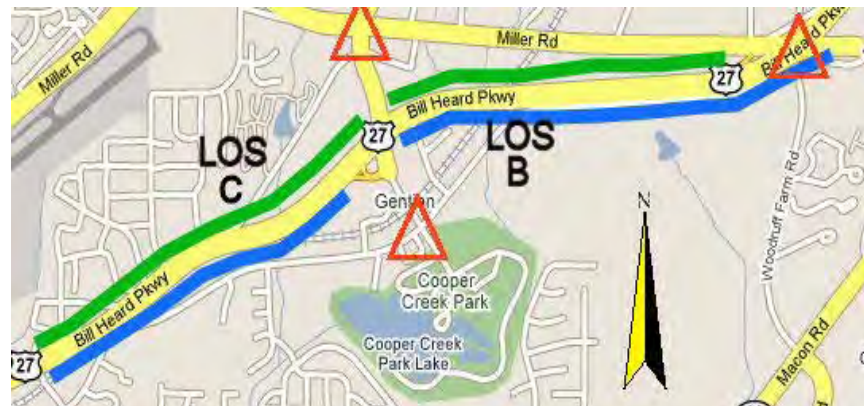 Miller Rd
Bill Heard Pkwy
Miller Rd
27
Bill Heard Pkwy
27
LOS
C
LOS
B
N
Woodruff Farm Rd
Cooper
Creek Park
Bill Heard Pkwy
Cooper Creek
Park Lake
Macon Rd
27